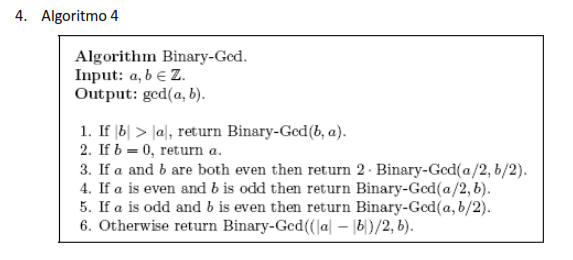 4. Algoritmo 4
Algorithm Binary-Gcd.
Input: a, b ∈ ℤ.
Output: gcd(a, b).
1. If |b| > |a|, return Binary-Gcd(b, a).
2. If b = 0, return a.
3. If a and b are both even then return 2 · Binary-Gcd(a/2, b/2).
4. If a is even and b is odd then return Binary-Gcd(a/2, b).
5. If a is odd and b is even then return Binary-Gcd(a, b/2).
6. Otherwise return Binary-Gcd((|a| − |b|)/2, b).